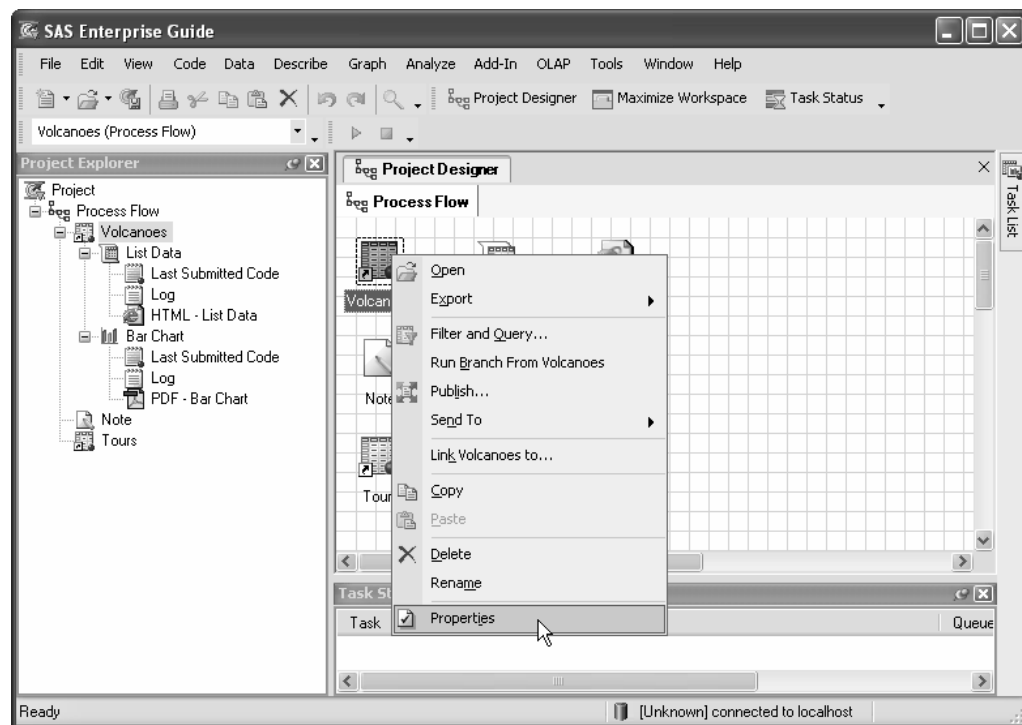 SAS Enterprise Guide
File Edit View Code Data Describe Graph Analyze Add-In OLAP Tools Window Help
Project Designer Maximize Workspace Task Status
Volcanoes (Process Flow)
Project Explorer
Project
Process Flow
Volcanoes
List Data
Last Submitted Code
Log
HTML - List Data
Bar Chart
Last Submitted Code
Log
PDF - Bar Chart
Note
Tours
Project Designer
Process Flow
Volcan
Note
Tour
Open
Export
Filter and Query...
Run Branch From Volcanoes
Publish...
Send To
Link Volcanoes to...
Copy
Paste
Delete
Rename
Properties
Task List
Task St
Task
Queue
Ready
[Unknown] connected to localhost